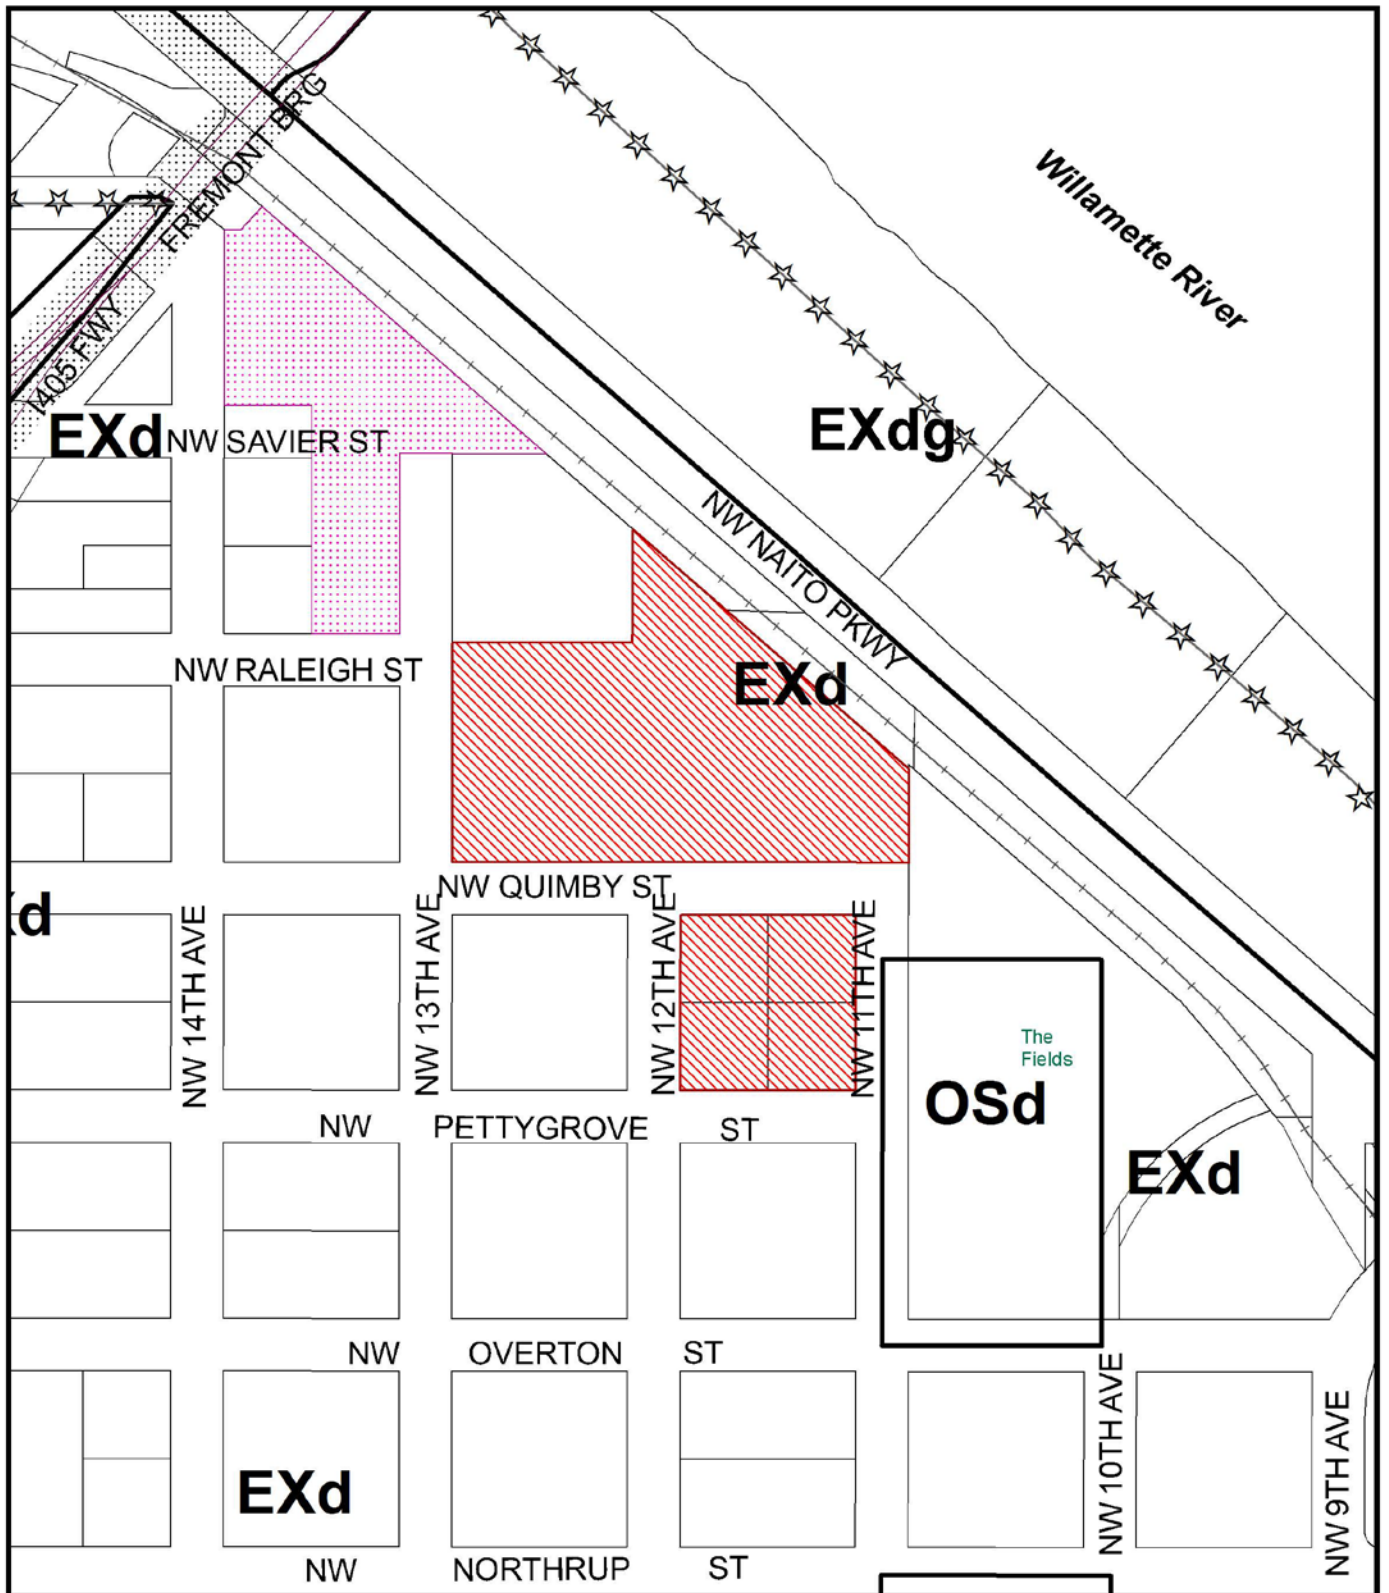 FREMONT BRG
Willamette River
I405 FWY
EXd
NW SAVIER ST
EXdg
NW NAITO PKWY
NW RALEIGH ST
EXd
NW QUIMBY ST
Xd
NW 14TH AVE
NW 13TH AVE
NW 12TH AVE
NW 11TH AVE
The
Fields
OSd
NW PETTYGROVE ST
EXd
NW OVERTON ST
NW 10TH AVE
NW 9TH AVE
EXd
NW NORTHRUP ST